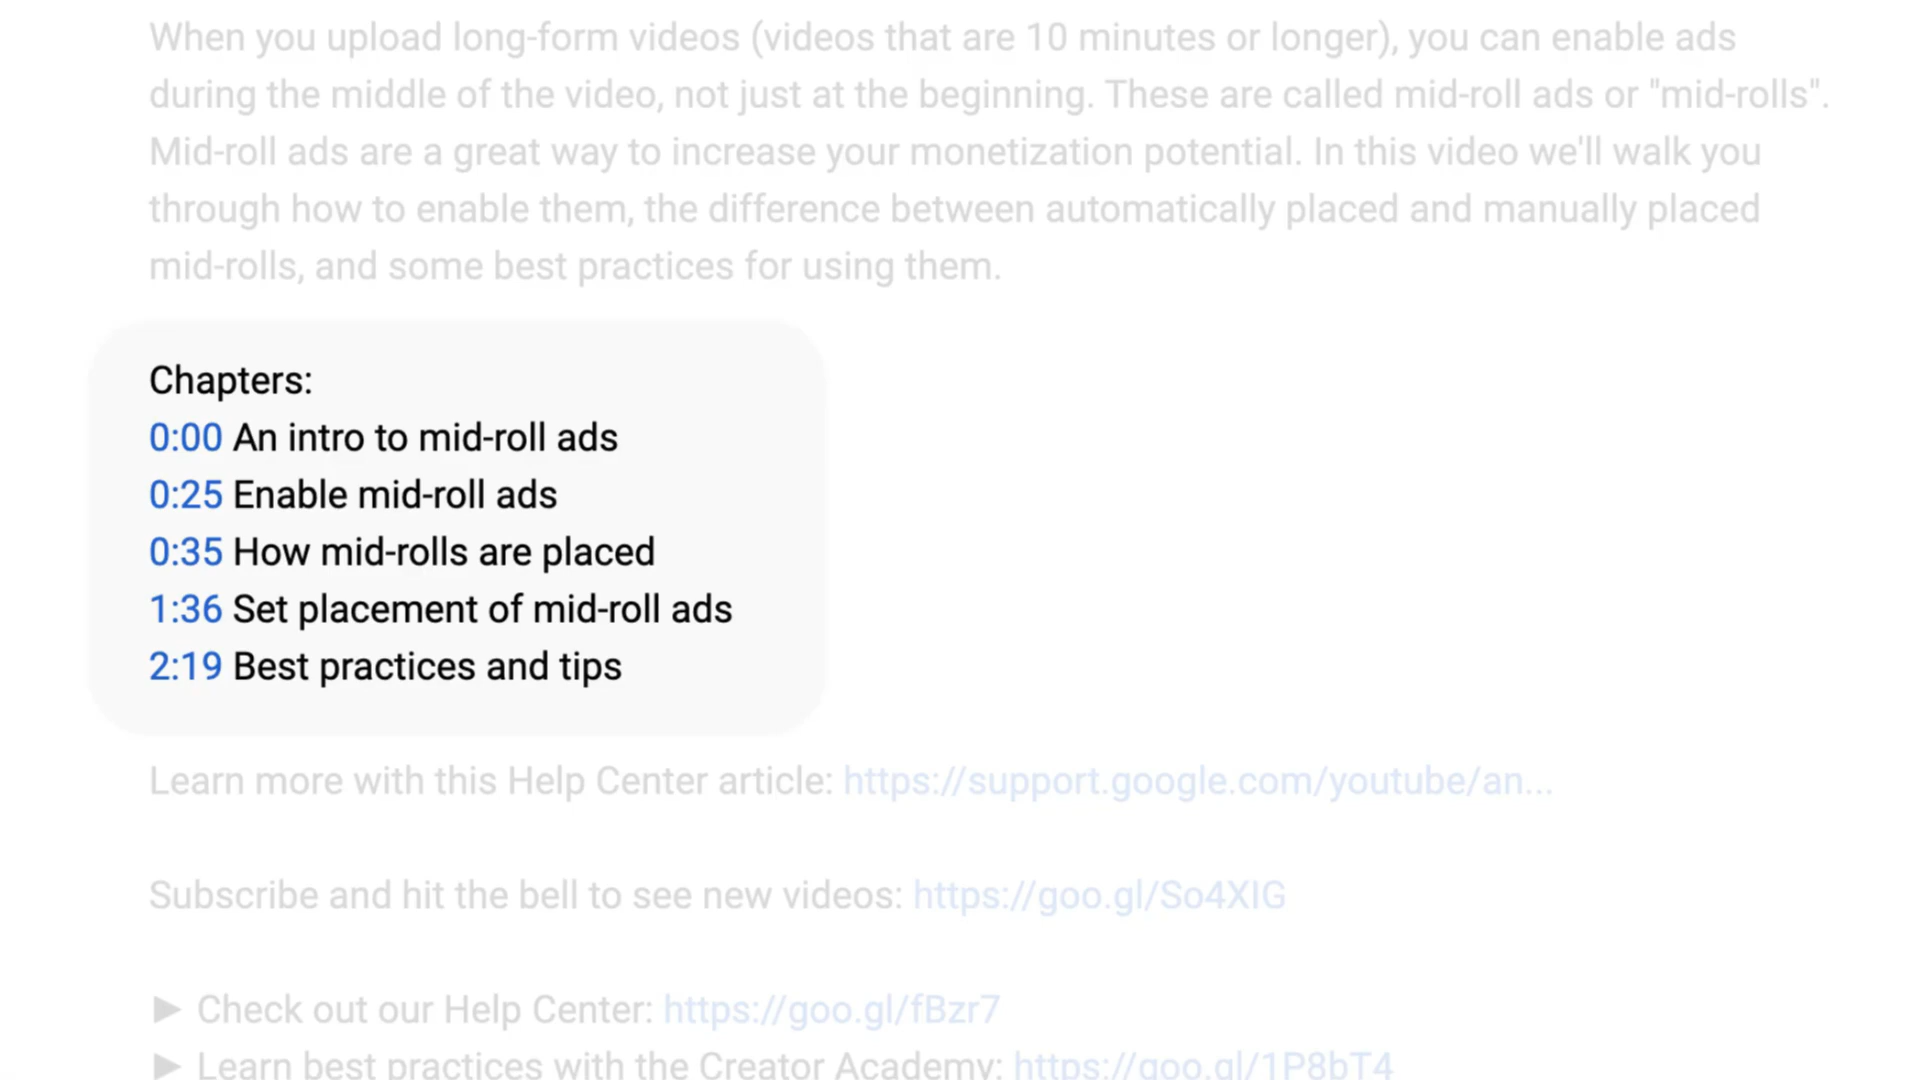 When you upload long-form videos (videos that are 10 minutes or longer), you can enable ads
during the middle of the video, not just at the beginning. These are called mid-roll ads or "mid-rolls".
Mid-roll ads are a great way to increase your monetization potential. In this video we'll walk you
through how to enable them, the difference between automatically placed and manually placed
mid-rolls, and some best practices for using them.
Chapters:
0:00 An intro to mid-roll ads
0:25 Enable mid-roll ads
0:35 How mid-rolls are placed
1:36 Set placement of mid-roll ads
2:19 Best practices and tips
Learn more with this Help Center article: https://support.google.com/youtube/an...
Subscribe and hit the bell to see new videos: https://goo.gl/So4XIG
► Check out our Help Center: https://goo.gl/fBzr7
► Learn best practices with the Creator Academy: https://goo.gl/1P8bT4